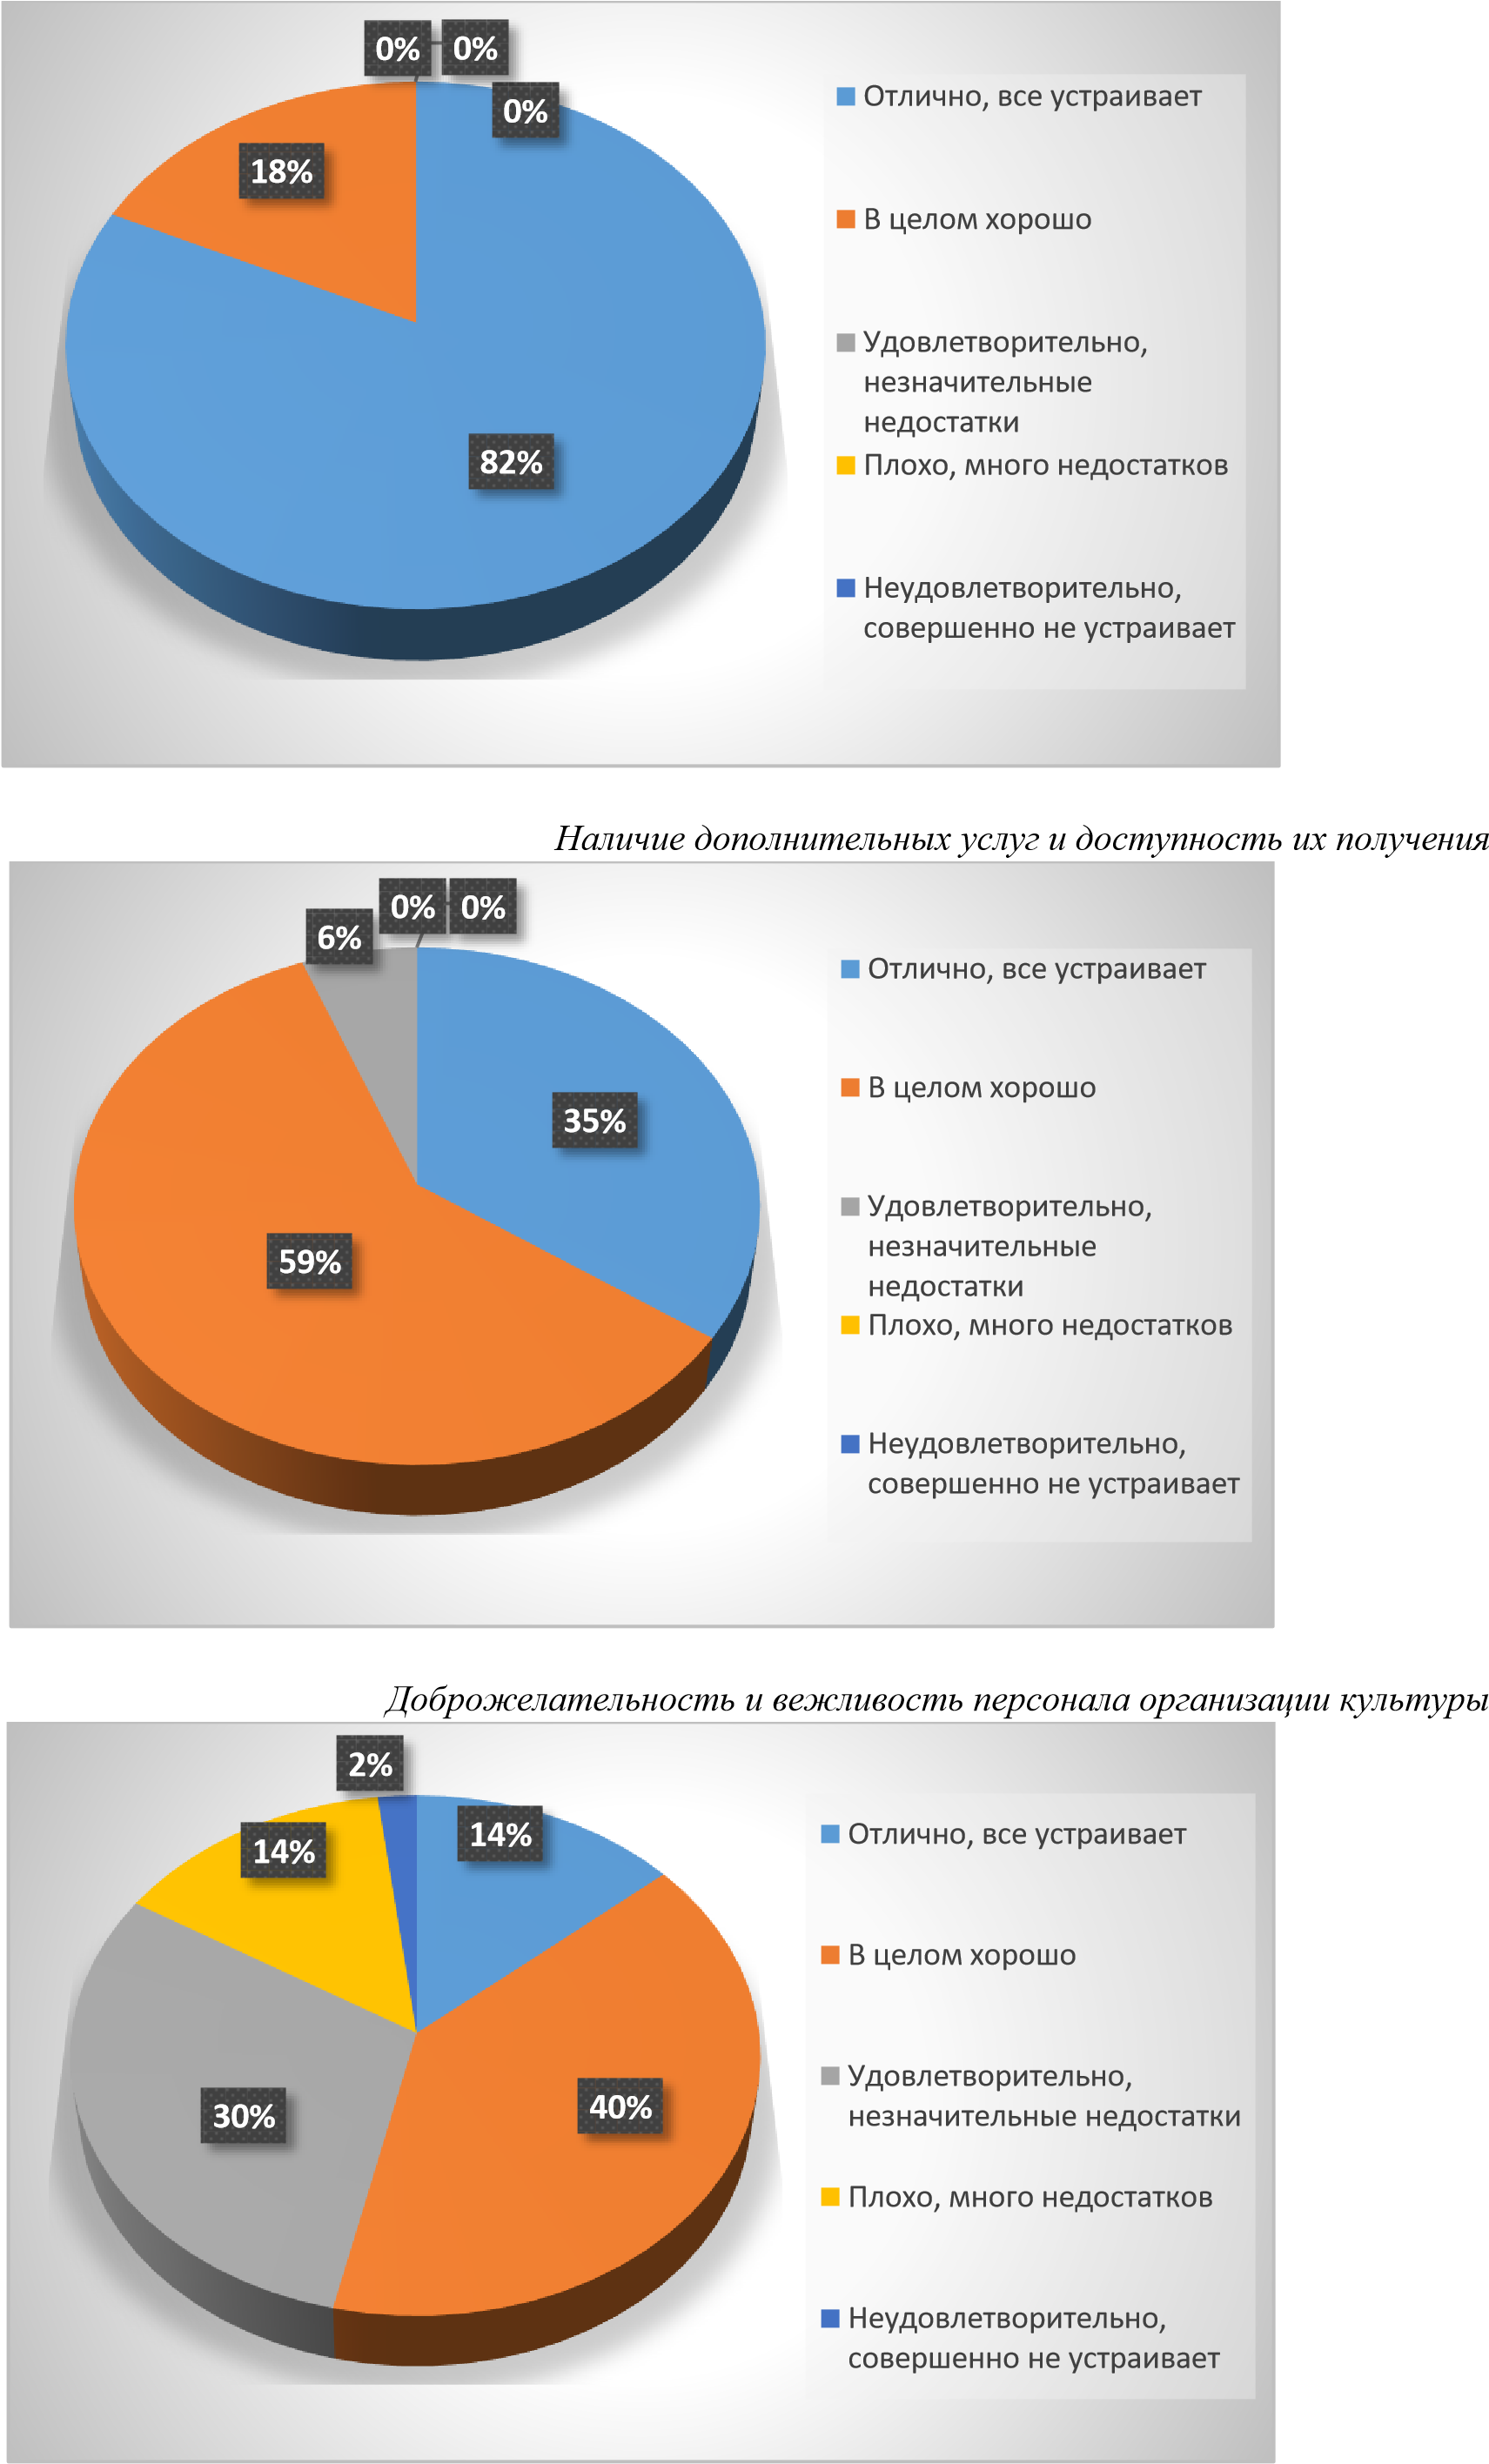 0%
0%
0%
18%
82%
Отлично, все устраивает
В целом хорошо
Удовлетворительно,
незначительные
недостатки
Плохо, много недостатков
Неудовлетворительно,
совершенно не устраивает
Наличие дополнительных услуг и доступность их получения
0%
0%
6%
35%
59%
Отлично, все устраивает
В целом хорошо
Удовлетворительно,
незначительные
недостатки
Плохо, много недостатков
Неудовлетворительно,
совершенно не устраивает
Доброжелательность и вежливость персонала организации культуры
2%
14%
14%
40%
30%
Отлично, все устраивает
В целом хорошо
Удовлетворительно,
незначительные недостатки
Плохо, много недостатков
Неудовлетворительно,
совершенно не устраивает